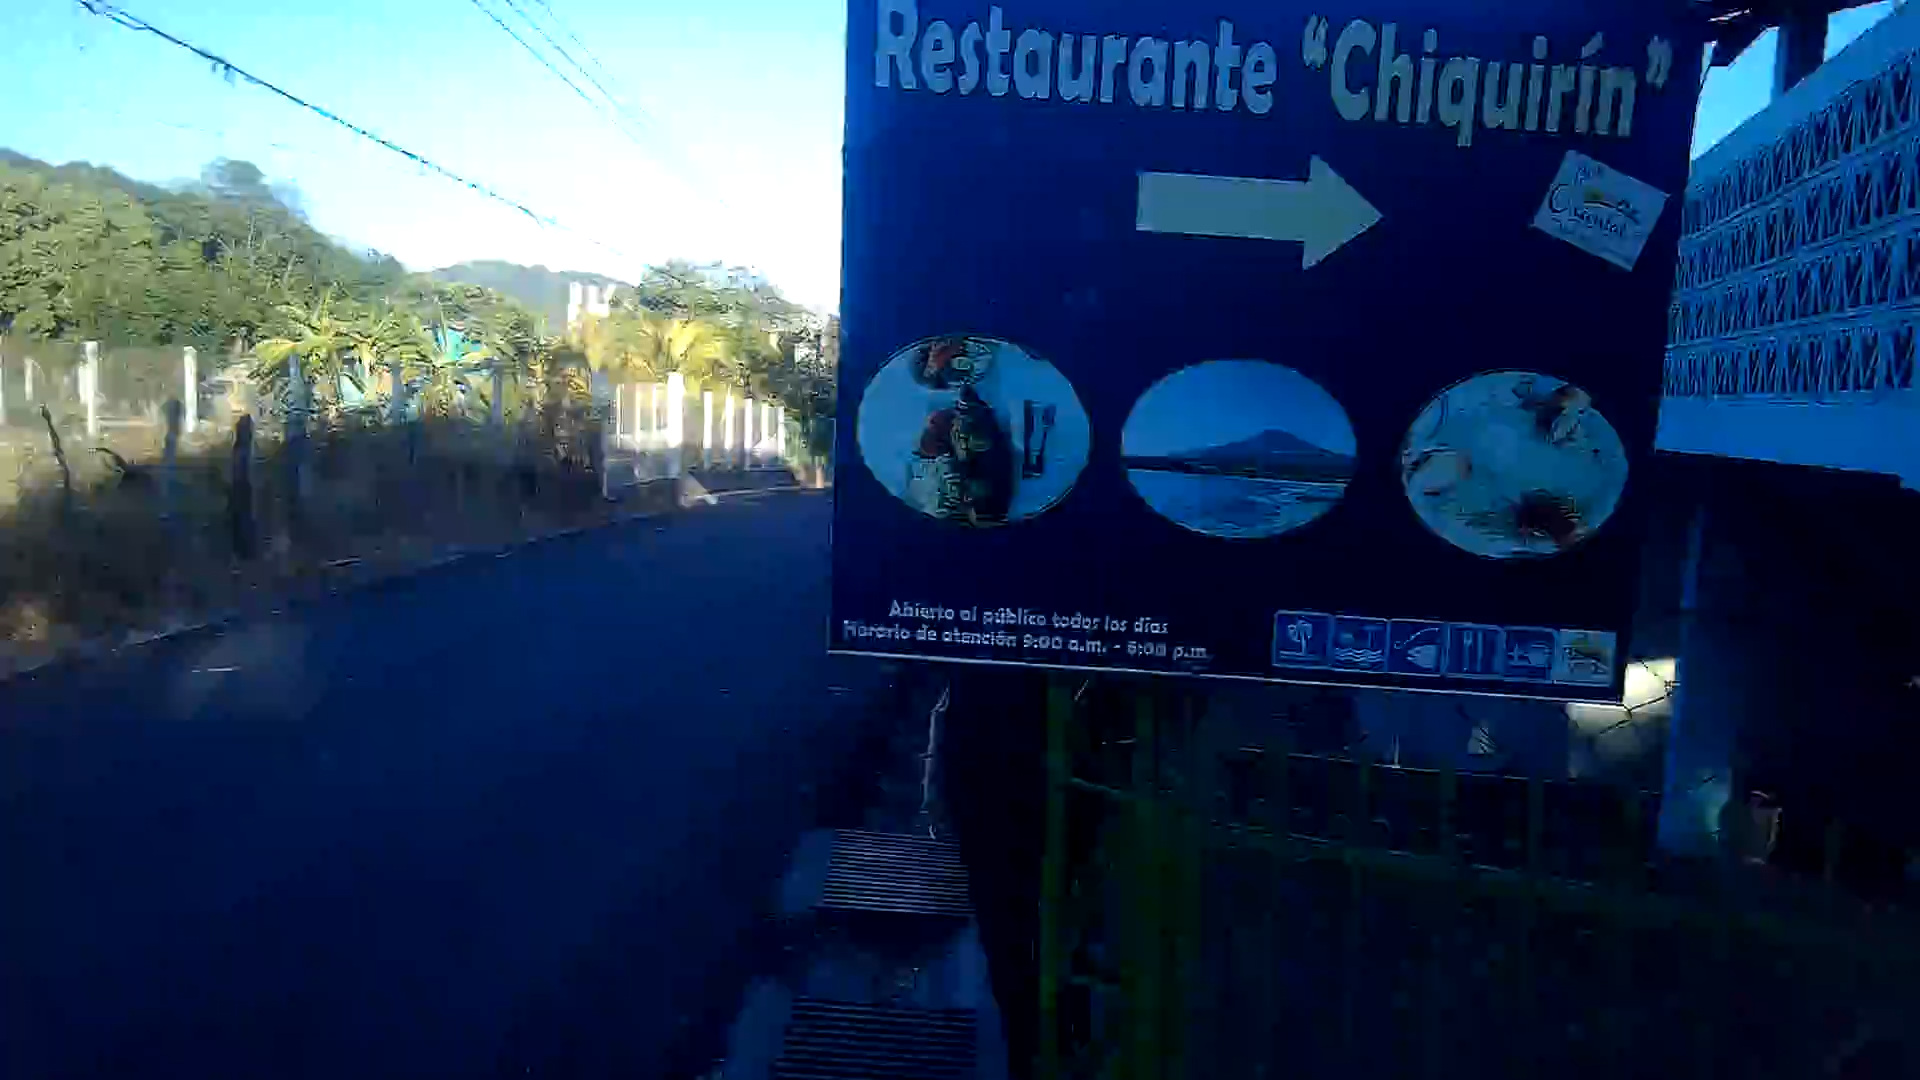 Restaurante “Chiquirín”
Abierto al público todos los días
Horario de atención 9:00 a.m. - 6:00 p.m.